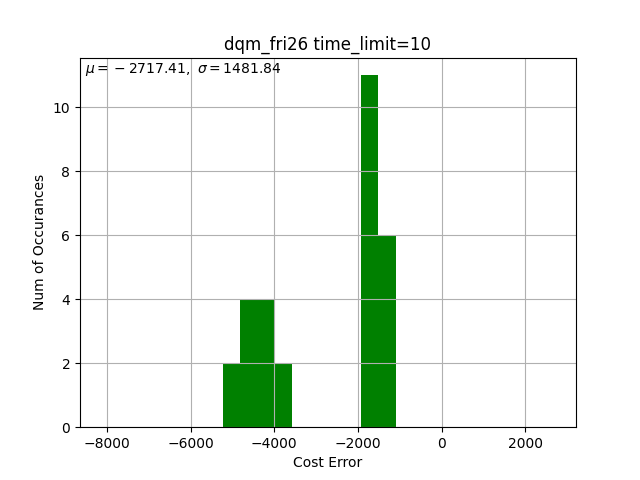 dqm_fri26 time_limit=10
μ = −2717.41, σ = 1481.84
10
8
6
4
2
0
Num of Occurances
−8000 −6000 −4000 −2000 0 2000
Cost Error